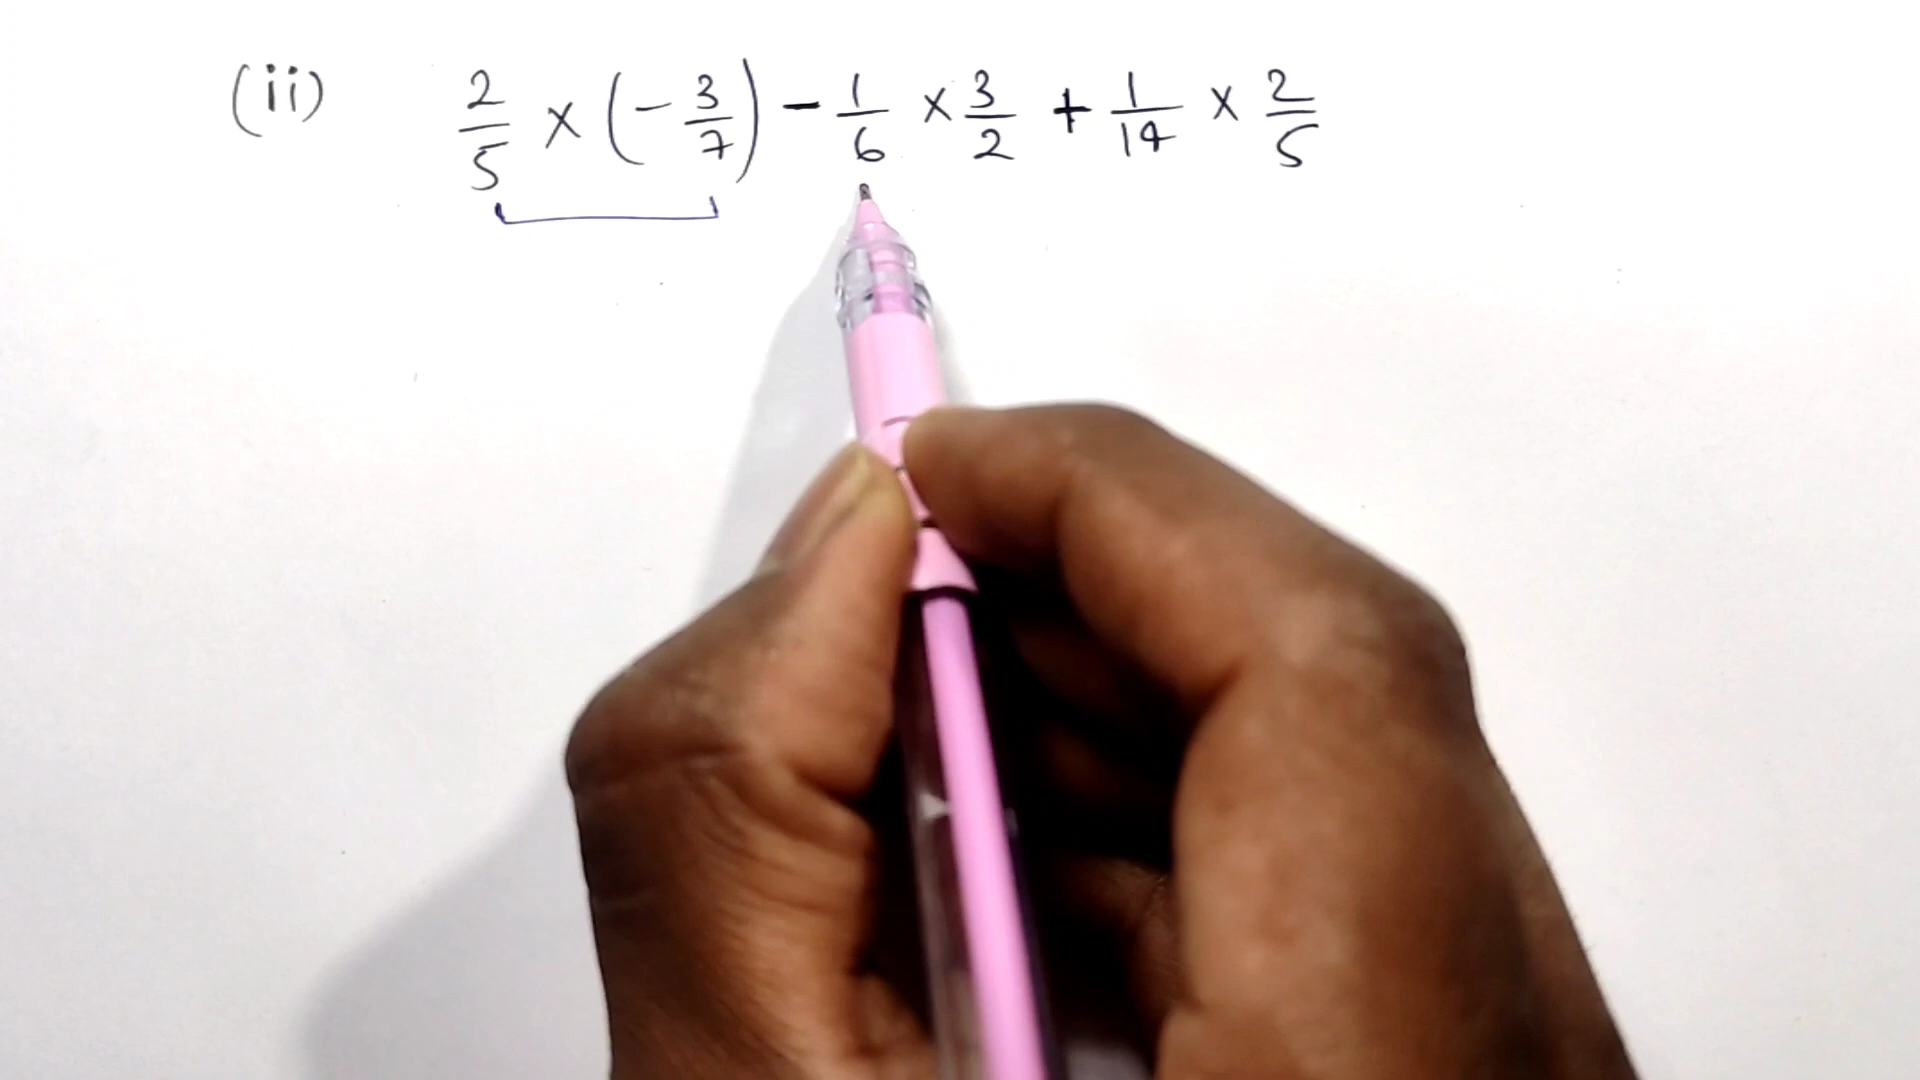 (ii) 2/5 × (-3/7) - 1/6 × 3/2 + 1/14 × 2/5